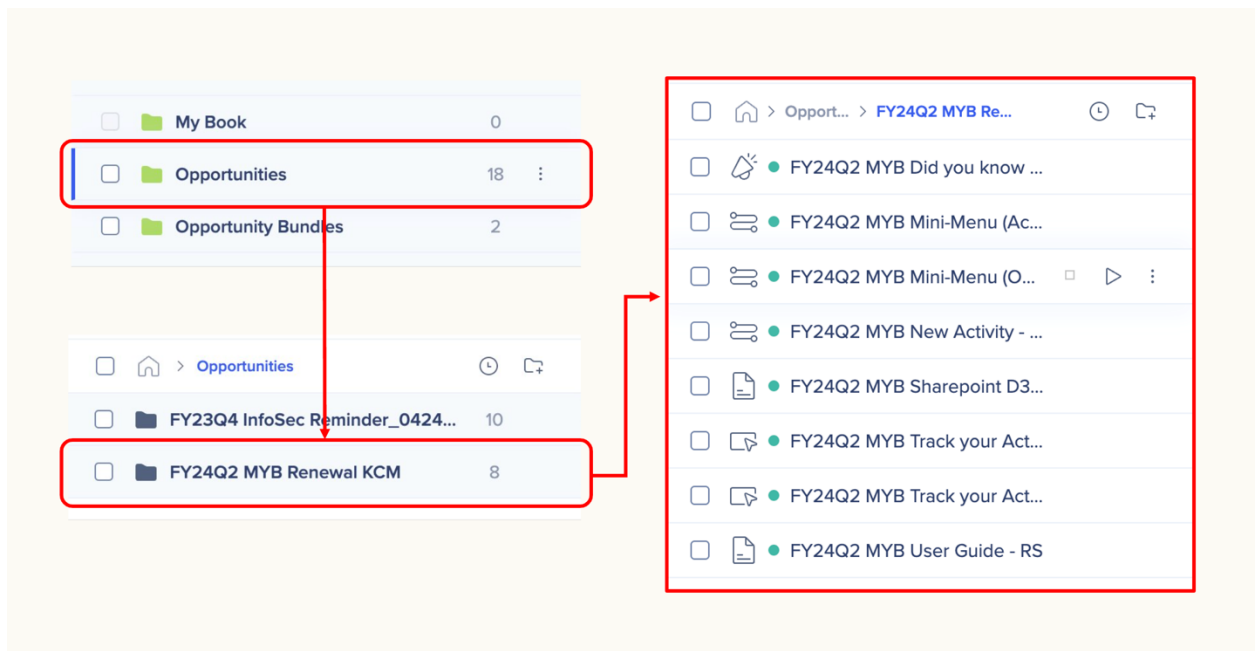 My Book 0
Opportunities 18
Opportunity Bundles 2
> Opportunities
FY23Q4 InfoSec Reminder_0424... 10
FY24Q2 MYB Renewal KCM 8
> Opport... > FY24Q2 MYB Re...
FY24Q2 MYB Did you know ...
FY24Q2 MYB Mini-Menu (Ac...
FY24Q2 MYB Mini-Menu (O...
FY24Q2 MYB New Activity - ...
FY24Q2 MYB Sharepoint D3...
FY24Q2 MYB Track your Act...
FY24Q2 MYB Track your Act...
FY24Q2 MYB User Guide - RS